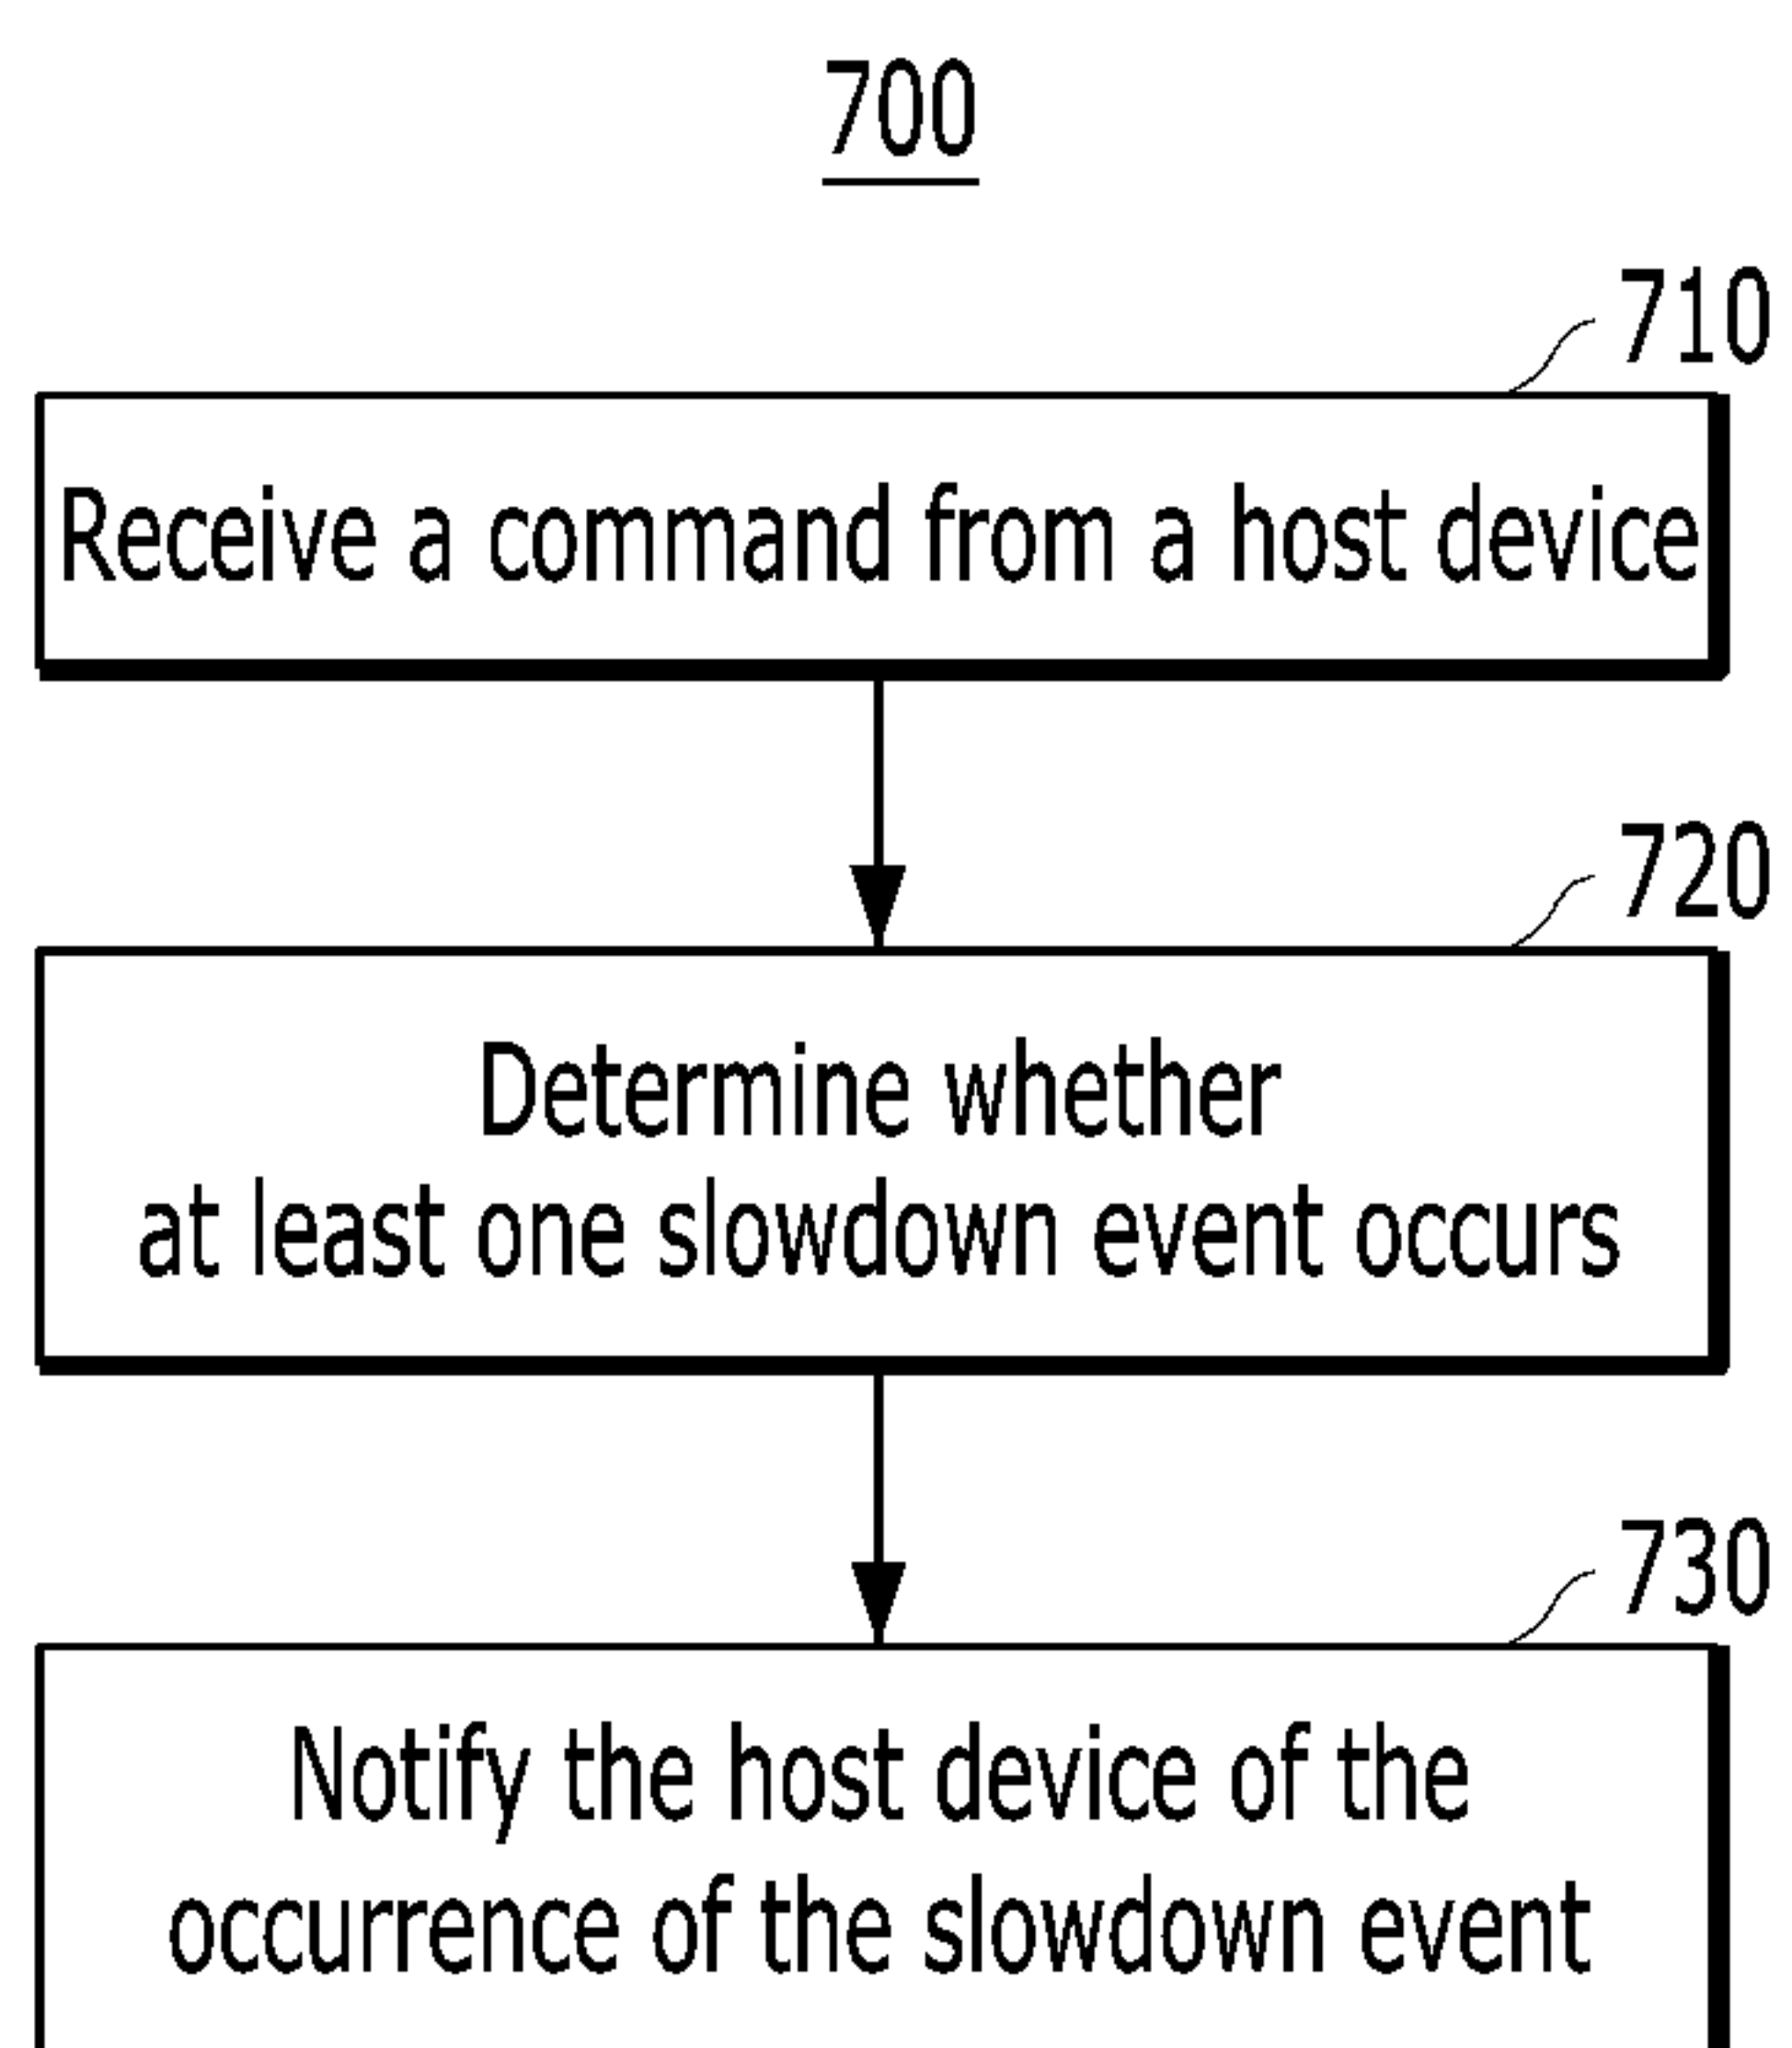 700
710
Receive a command from a host device
720
Determine whether
at least one slowdown event occurs
730
Notify the host device of the
occurrence of the slowdown event